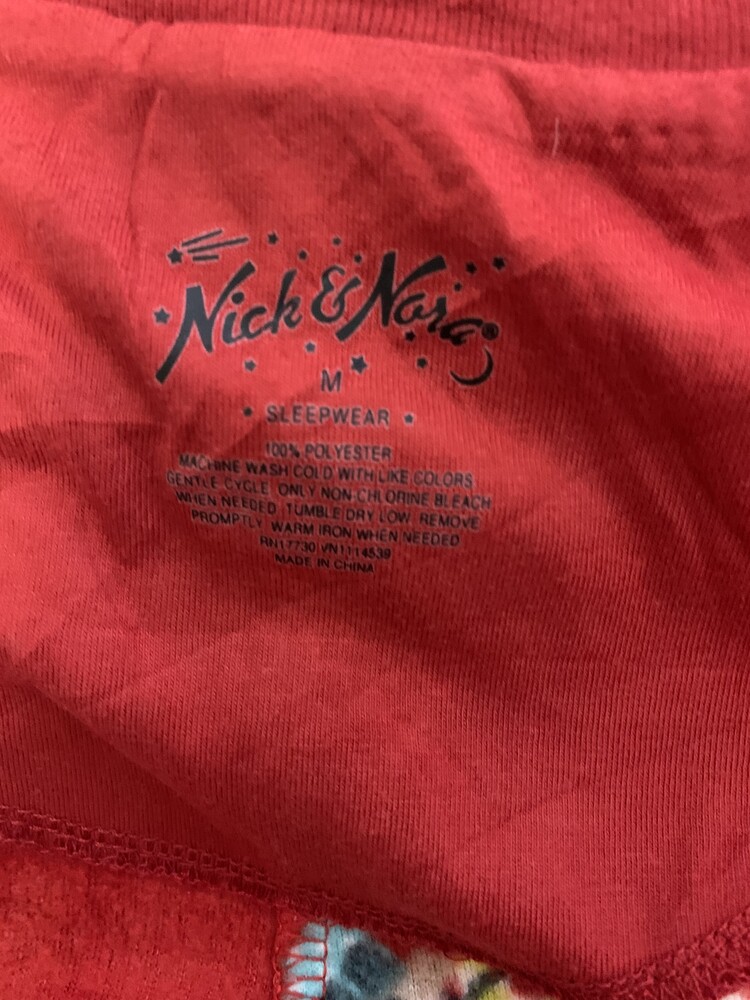 Nick & Nora®
M
SLEEPWEAR
100% POLYESTER
MACHINE WASH COLD WITH LIKE COLORS
GENTLE CYCLE ONLY NON-CHLORINE BLEACH
WHEN NEEDED TUMBLE DRY LOW REMOVE
PROMPTLY WARM IRON WHEN NEEDED
RN17730 VN1114539
MADE IN CHINA